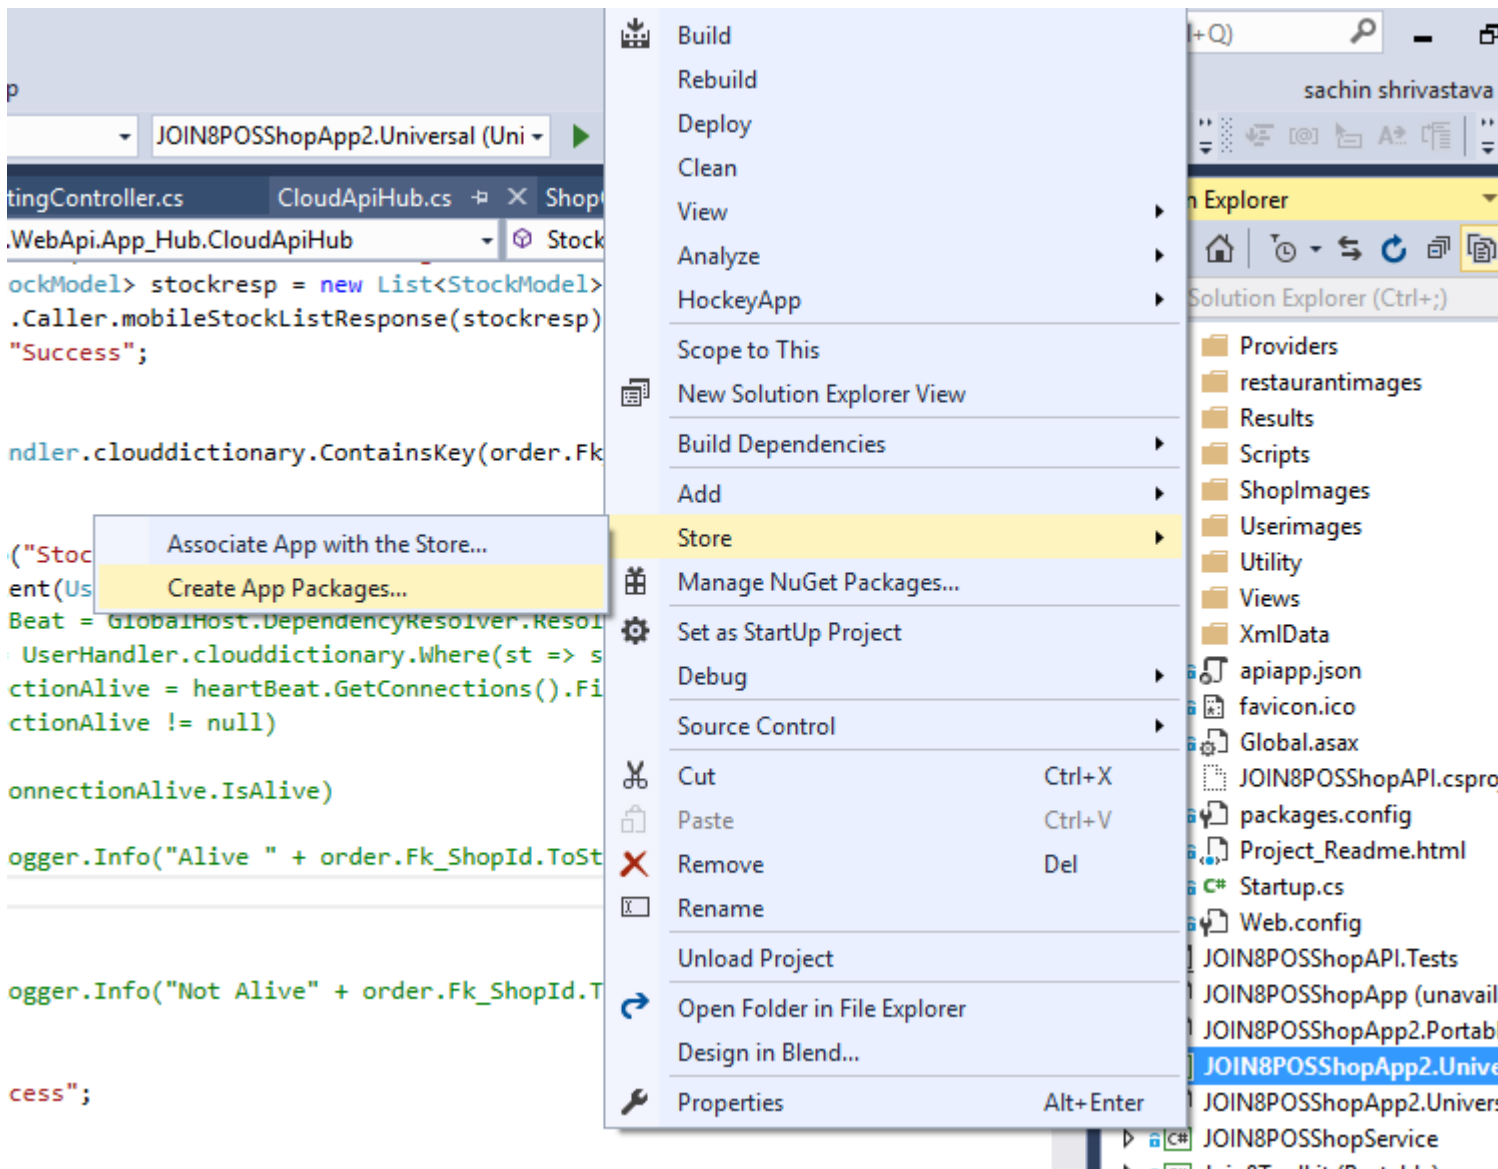 +Q)
p
sachin shrivastava
JOIN8POSShopApp2.Universal (Uni
tingController.cs
CloudApiHub.cs
Shop
.WebApi.App_Hub.CloudApiHub
Stock
ockModel> stockresp = new List<StockModel>
.Caller.mobileStockListResponse(stockresp)
"Success";
ndler.clouddictionary.ContainsKey(order.Fk
("Stoc
ent(Us
Beat = GlobalHost.DependencyResolver.Resol
UserHandler.clouddictionary.Where(st => s
ctionAlive = heartBeat.GetConnections().Fi
ctionAlive != null)
onnectionAlive.IsAlive)
ogger.Info("Alive " + order.Fk_ShopId.ToSt
ogger.Info("Not Alive" + order.Fk_ShopId.T
cess";
Associate App with the Store...
Create App Packages...
Build
Rebuild
Deploy
Clean
View
Analyze
HockeyApp
Scope to This
New Solution Explorer View
Build Dependencies
Add
Store
Manage NuGet Packages...
Set as StartUp Project
Debug
Source Control
Cut Ctrl+X
Paste Ctrl+V
Remove Del
Rename
Unload Project
Open Folder in File Explorer
Design in Blend...
Properties Alt+Enter
n Explorer
Solution Explorer (Ctrl+;)
Providers
restaurantimages
Results
Scripts
ShopImages
Userimages
Utility
Views
XmlData
apiapp.json
favicon.ico
Global.asax
JOIN8POSShopAPI.cspro
packages.config
Project_Readme.html
C# Startup.cs
Web.config
JOIN8POSShopAPI.Tests
JOIN8POSShopApp (unavail
JOIN8POSShopApp2.Portab
JOIN8POSShopApp2.Unive
JOIN8POSShopApp2.Univers
C# JOIN8POSShopService